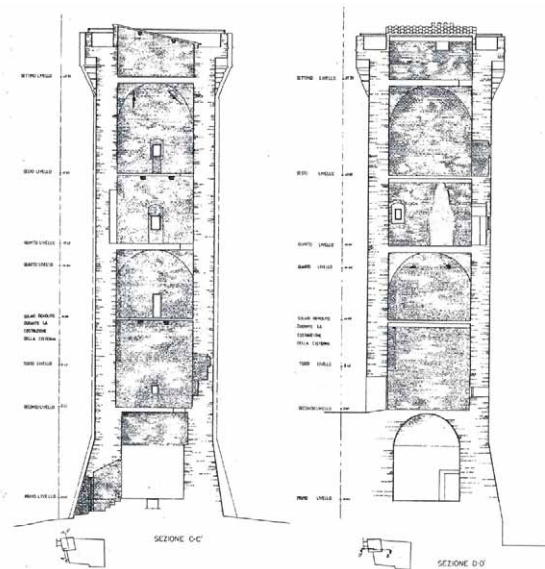 SETTIMO LIVELLO
SESTO LIVELLO
QUINTO LIVELLO
QUARTO LIVELLO
SOLAIO DEMOLITO
DURANTE LA
COSTRUZIONE
DELLA CISTERNA
TERZO LIVELLO
SECONDO LIVELLO
PRIMO LIVELLO
SEZIONE C-C'
SETTIMO LIVELLO
SESTO LIVELLO
QUINTO LIVELLO
QUARTO LIVELLO
SOLAIO DEMOLITO
DURANTE LA
COSTRUZIONE
DELLA CISTERNA
TERZO LIVELLO
SECONDO LIVELLO
PRIMO LIVELLO
SEZIONE D-D'